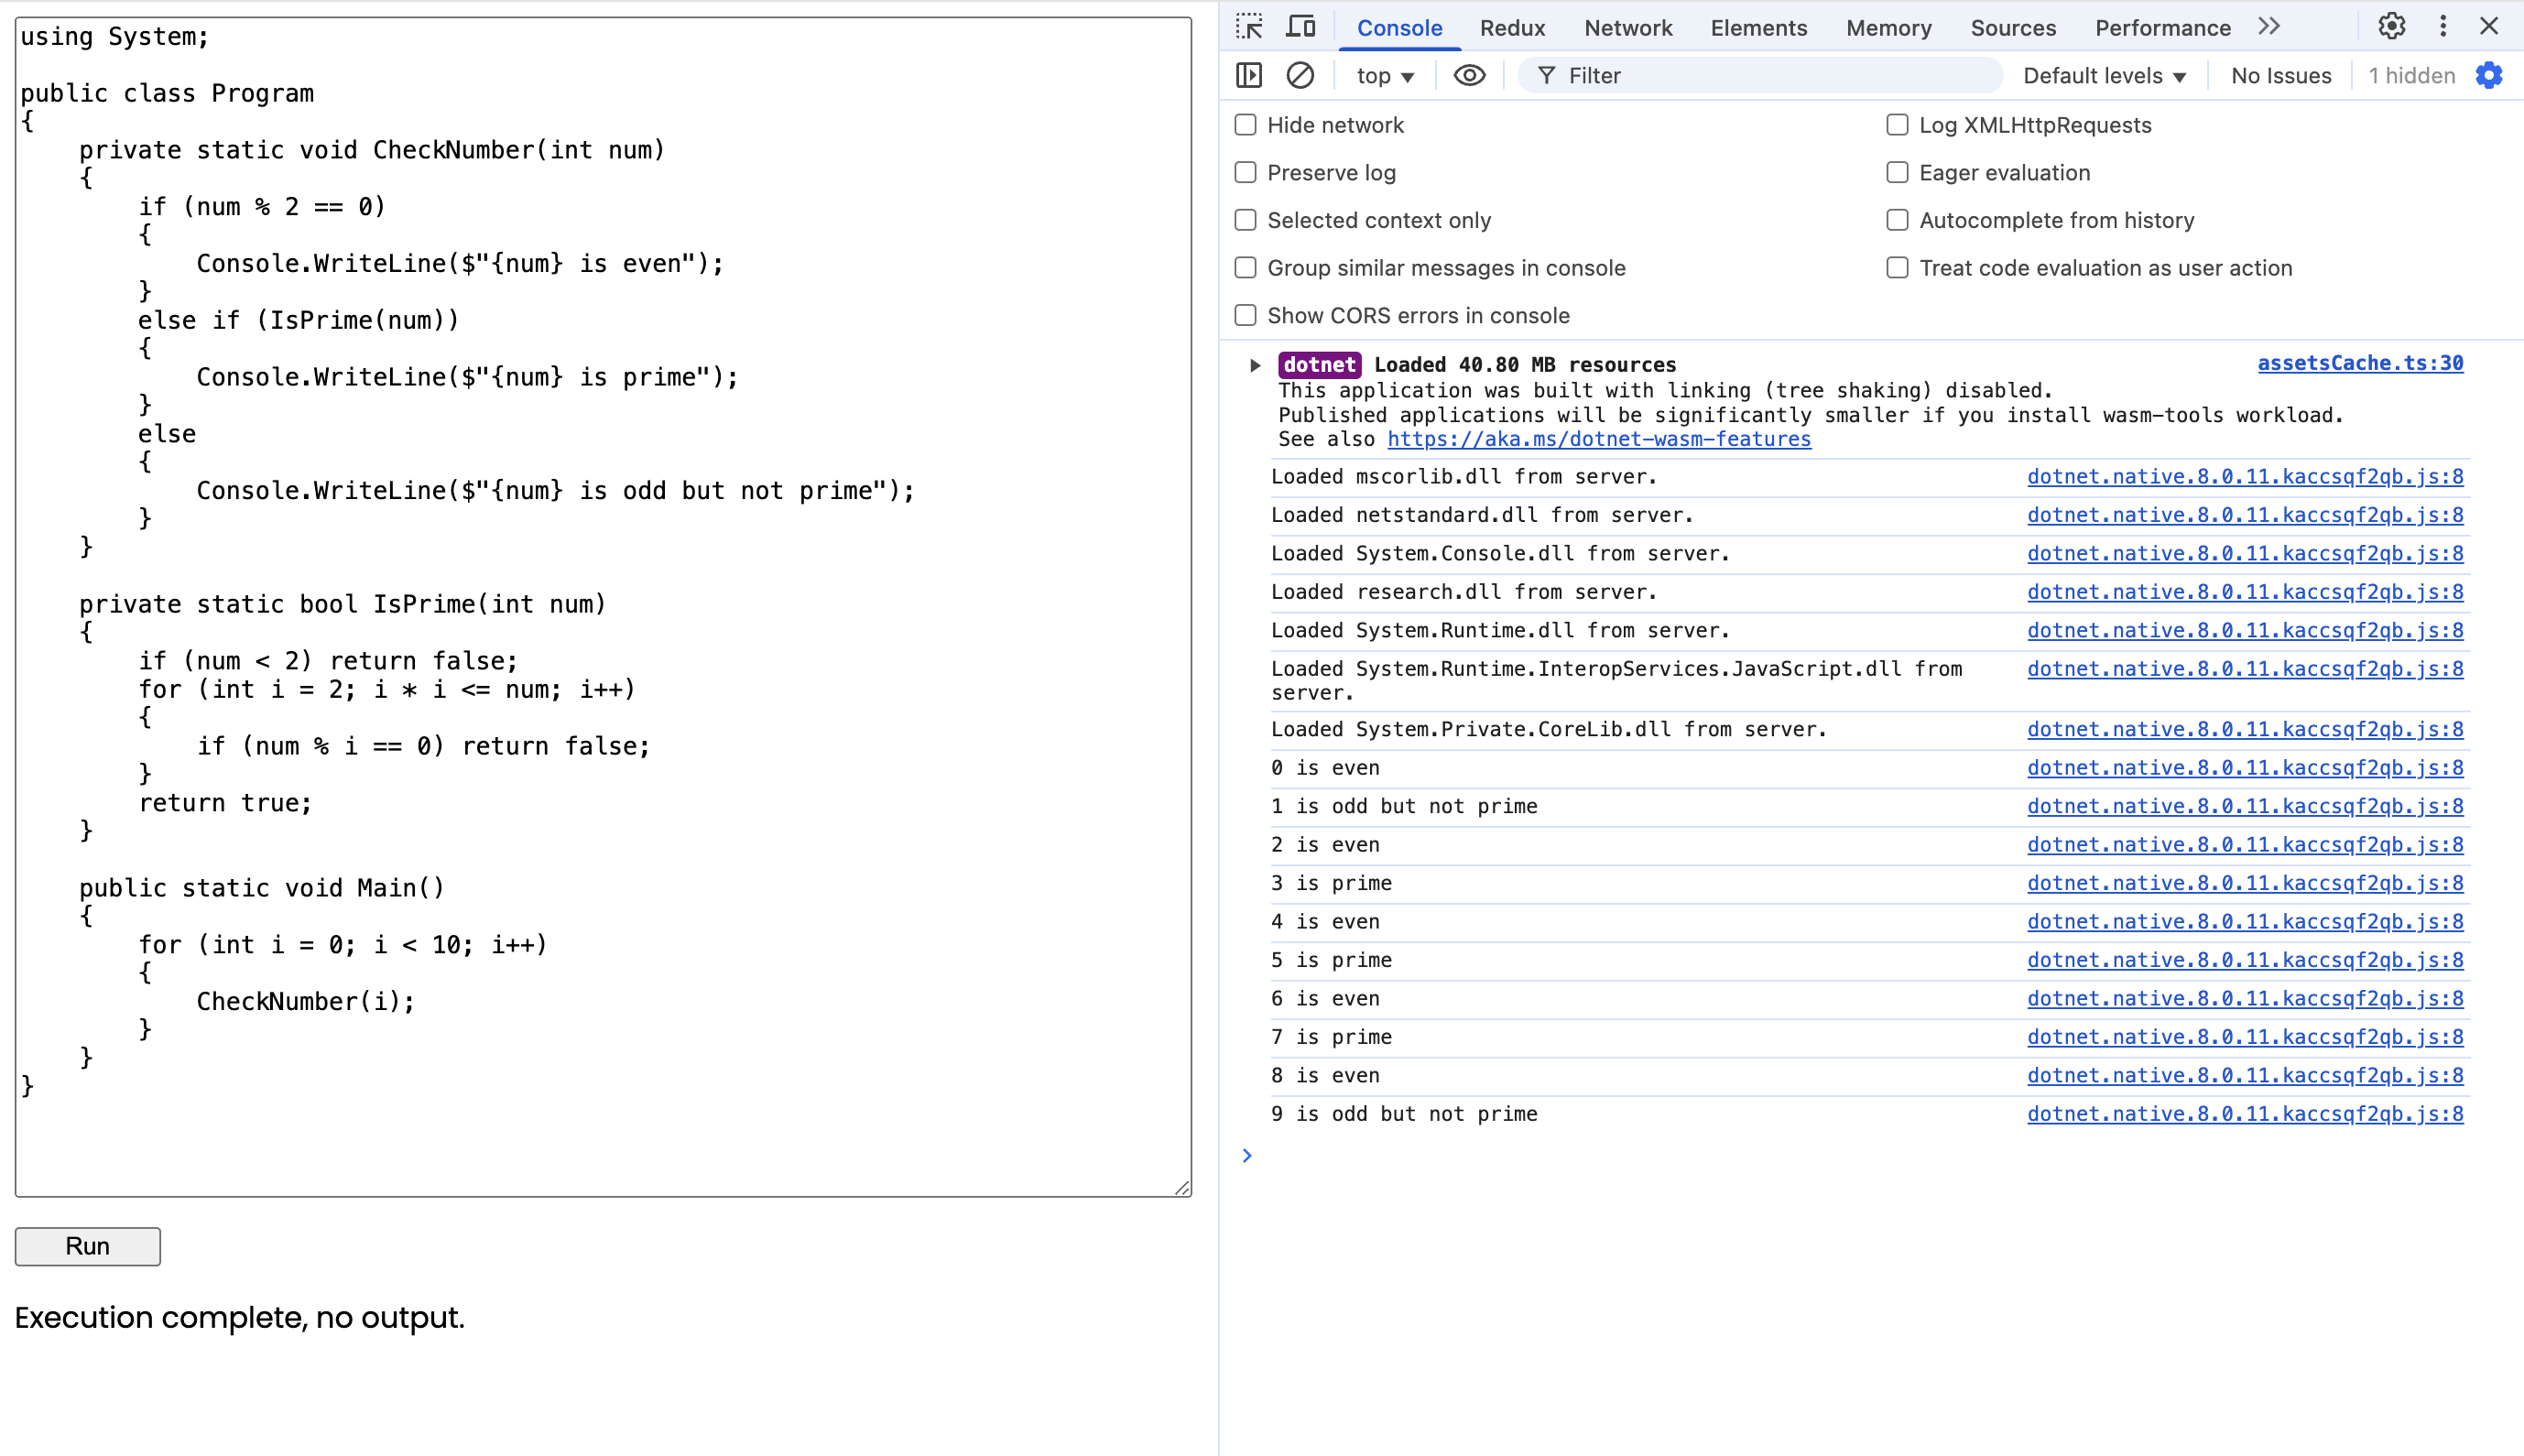 using System;
public class Program
{
    private static void CheckNumber(int num)
    {
        if (num % 2 == 0)
        {
            Console.WriteLine($"{num} is even");
        }
        else if (IsPrime(num))
        {
            Console.WriteLine($"{num} is prime");
        }
        else
        {
            Console.WriteLine($"{num} is odd but not prime");
        }
    }
    private static bool IsPrime(int num)
    {
        if (num < 2) return false;
        for (int i = 2; i * i <= num; i++)
        {
            if (num % i == 0) return false;
        }
        return true;
    }
    public static void Main()
    {
        for (int i = 0; i < 10; i++)
        {
            CheckNumber(i);
        }
    }
}
Run
Execution complete, no output.
Console Redux Network Elements Memory Sources Performance
top Filter Default levels No Issues 1 hidden
Hide network Log XMLHttpRequests
Preserve log Eager evaluation
Selected context only Autocomplete from history
Group similar messages in console Treat code evaluation as user action
Show CORS errors in console
dotnet Loaded 40.80 MB resources assetsCache.ts:30
This application was built with linking (tree shaking) disabled.
Published applications will be significantly smaller if you install wasm-tools workload.
See also https://aka.ms/dotnet-wasm-features
Loaded mscorlib.dll from server. dotnet.native.8.0.11.kaccsqf2qb.js:8
Loaded netstandard.dll from server. dotnet.native.8.0.11.kaccsqf2qb.js:8
Loaded System.Console.dll from server. dotnet.native.8.0.11.kaccsqf2qb.js:8
Loaded research.dll from server. dotnet.native.8.0.11.kaccsqf2qb.js:8
Loaded System.Runtime.dll from server. dotnet.native.8.0.11.kaccsqf2qb.js:8
Loaded System.Runtime.InteropServices.JavaScript.dll from dotnet.native.8.0.11.kaccsqf2qb.js:8
server.
Loaded System.Private.CoreLib.dll from server. dotnet.native.8.0.11.kaccsqf2qb.js:8
0 is even dotnet.native.8.0.11.kaccsqf2qb.js:8
1 is odd but not prime dotnet.native.8.0.11.kaccsqf2qb.js:8
2 is even dotnet.native.8.0.11.kaccsqf2qb.js:8
3 is prime dotnet.native.8.0.11.kaccsqf2qb.js:8
4 is even dotnet.native.8.0.11.kaccsqf2qb.js:8
5 is prime dotnet.native.8.0.11.kaccsqf2qb.js:8
6 is even dotnet.native.8.0.11.kaccsqf2qb.js:8
7 is prime dotnet.native.8.0.11.kaccsqf2qb.js:8
8 is even dotnet.native.8.0.11.kaccsqf2qb.js:8
9 is odd but not prime dotnet.native.8.0.11.kaccsqf2qb.js:8